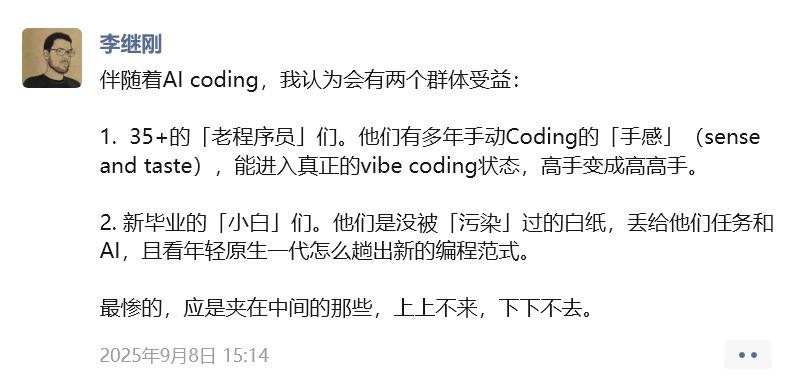 李继刚
伴随着AI coding，我认为会有两个群体受益：
1. 35+的「老程序员」们。他们有多年手动Coding的「手感」（sense
and taste），能进入真正的vibe coding状态，高手变成高高手。
2. 新毕业的「小白」们。他们是没被「污染」过的白纸，丢给他们任务和
AI，且看年轻原生一代怎么趟出新的编程范式。
最惨的，应是夹在中间的那些，上上不来，下下不去。
2025年9月8日 15:14